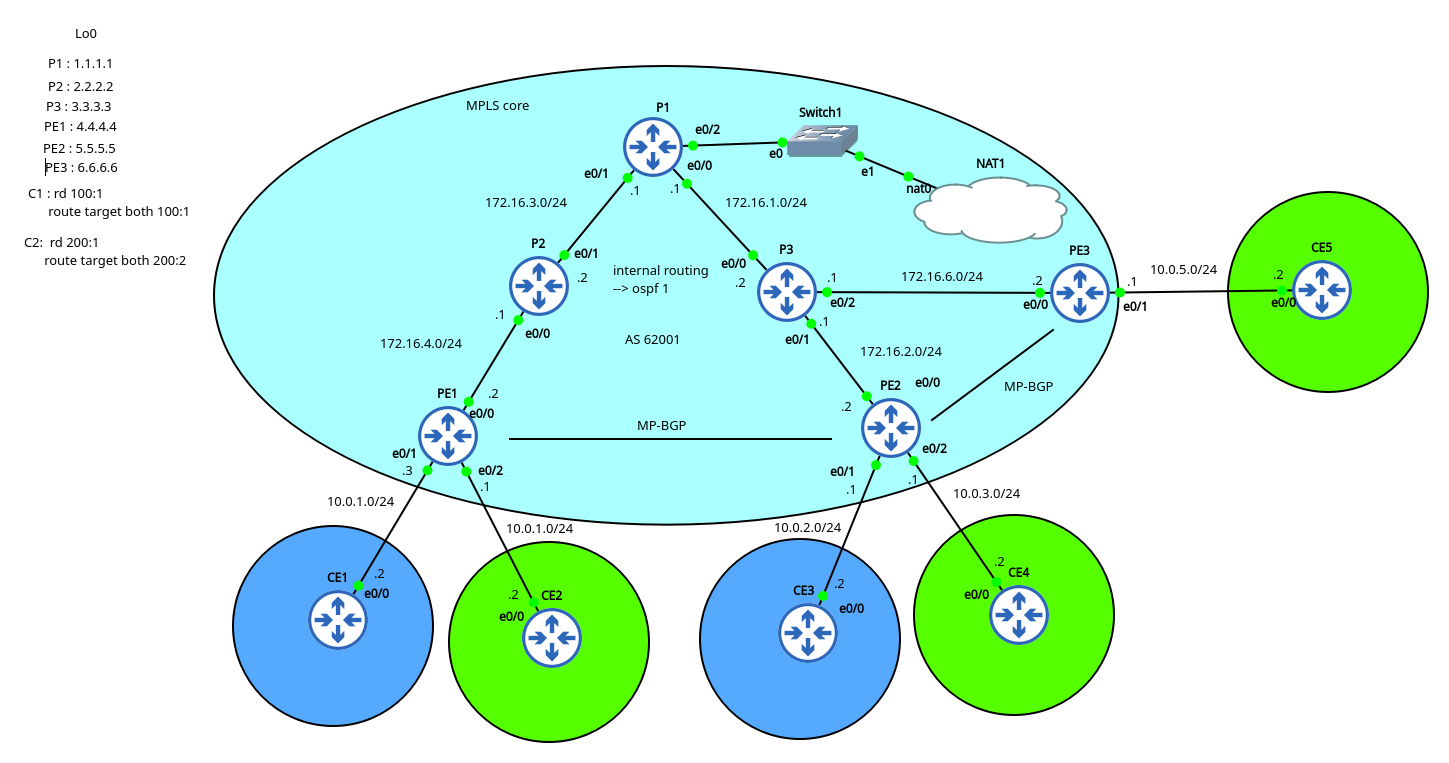 Lo0
P1 : 1.1.1.1
P2 : 2.2.2.2
P3 : 3.3.3.3
PE1 : 4.4.4.4
PE2 : 5.5.5.5
PE3 : 6.6.6.6
C1 : rd 100:1
route target both 100:1
C2: rd 200:1
route target both 200:2
MPLS core
P1
e0/2
Switch1
e0
e1
NAT1
nat0
e0/1
.1
e0/0
.1
172.16.3.0/24
172.16.1.0/24
P2
e0/1
.2
internal routing
--> ospf 1
e0/0
.2
P3
.1
e0/2
172.16.6.0/24
PE3
.2
e0/0
.1
e0/1
10.0.5.0/24
CE5
.2
e0/0
.1
e0/0
AS 62001
e0/1
.1
172.16.4.0/24
172.16.2.0/24
PE1
.2
e0/0
PE2
e0/0
.2
MP-BGP
MP-BGP
e0/1
.3
e0/2
.1
e0/1
.1
e0/2
.1
10.0.1.0/24
10.0.1.0/24
10.0.2.0/24
10.0.3.0/24
CE1
.2
e0/0
.2
CE2
e0/0
CE3
.2
e0/0
.2
CE4
e0/0